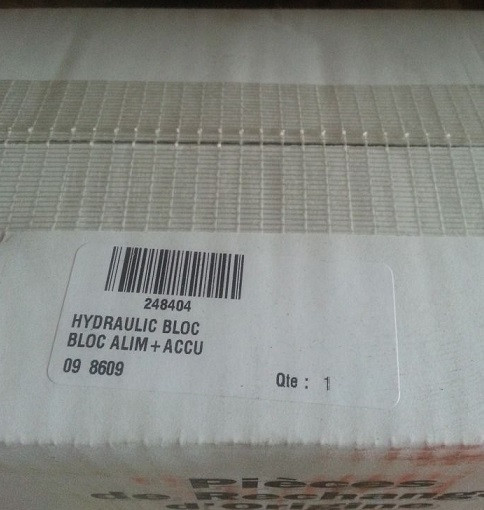 248404
HYDRAULIC BLOC
BLOC ALIM+ACCU
09 8609
Qte : 1
Pièces
de Rechange
d'Origine